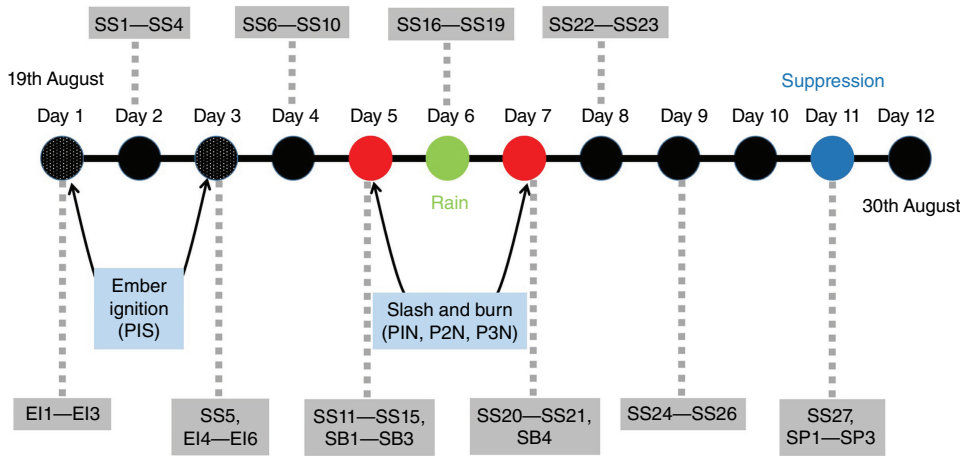 SS1—SS4
SS6—SS10
SS16—SS19
SS22—SS23
19th August
Suppression
Day 1
Day 2
Day 3
Day 4
Day 5
Day 6
Day 7
Day 8
Day 9
Day 10
Day 11
Day 12
Rain
30th August
Ember
ignition
(PIS)
Slash and burn
(PIN, P2N, P3N)
EI1—EI3
SS5,
EI4—EI6
SS11—SS15,
SB1—SB3
SS20—SS21,
SB4
SS24—SS26
SS27,
SP1—SP3